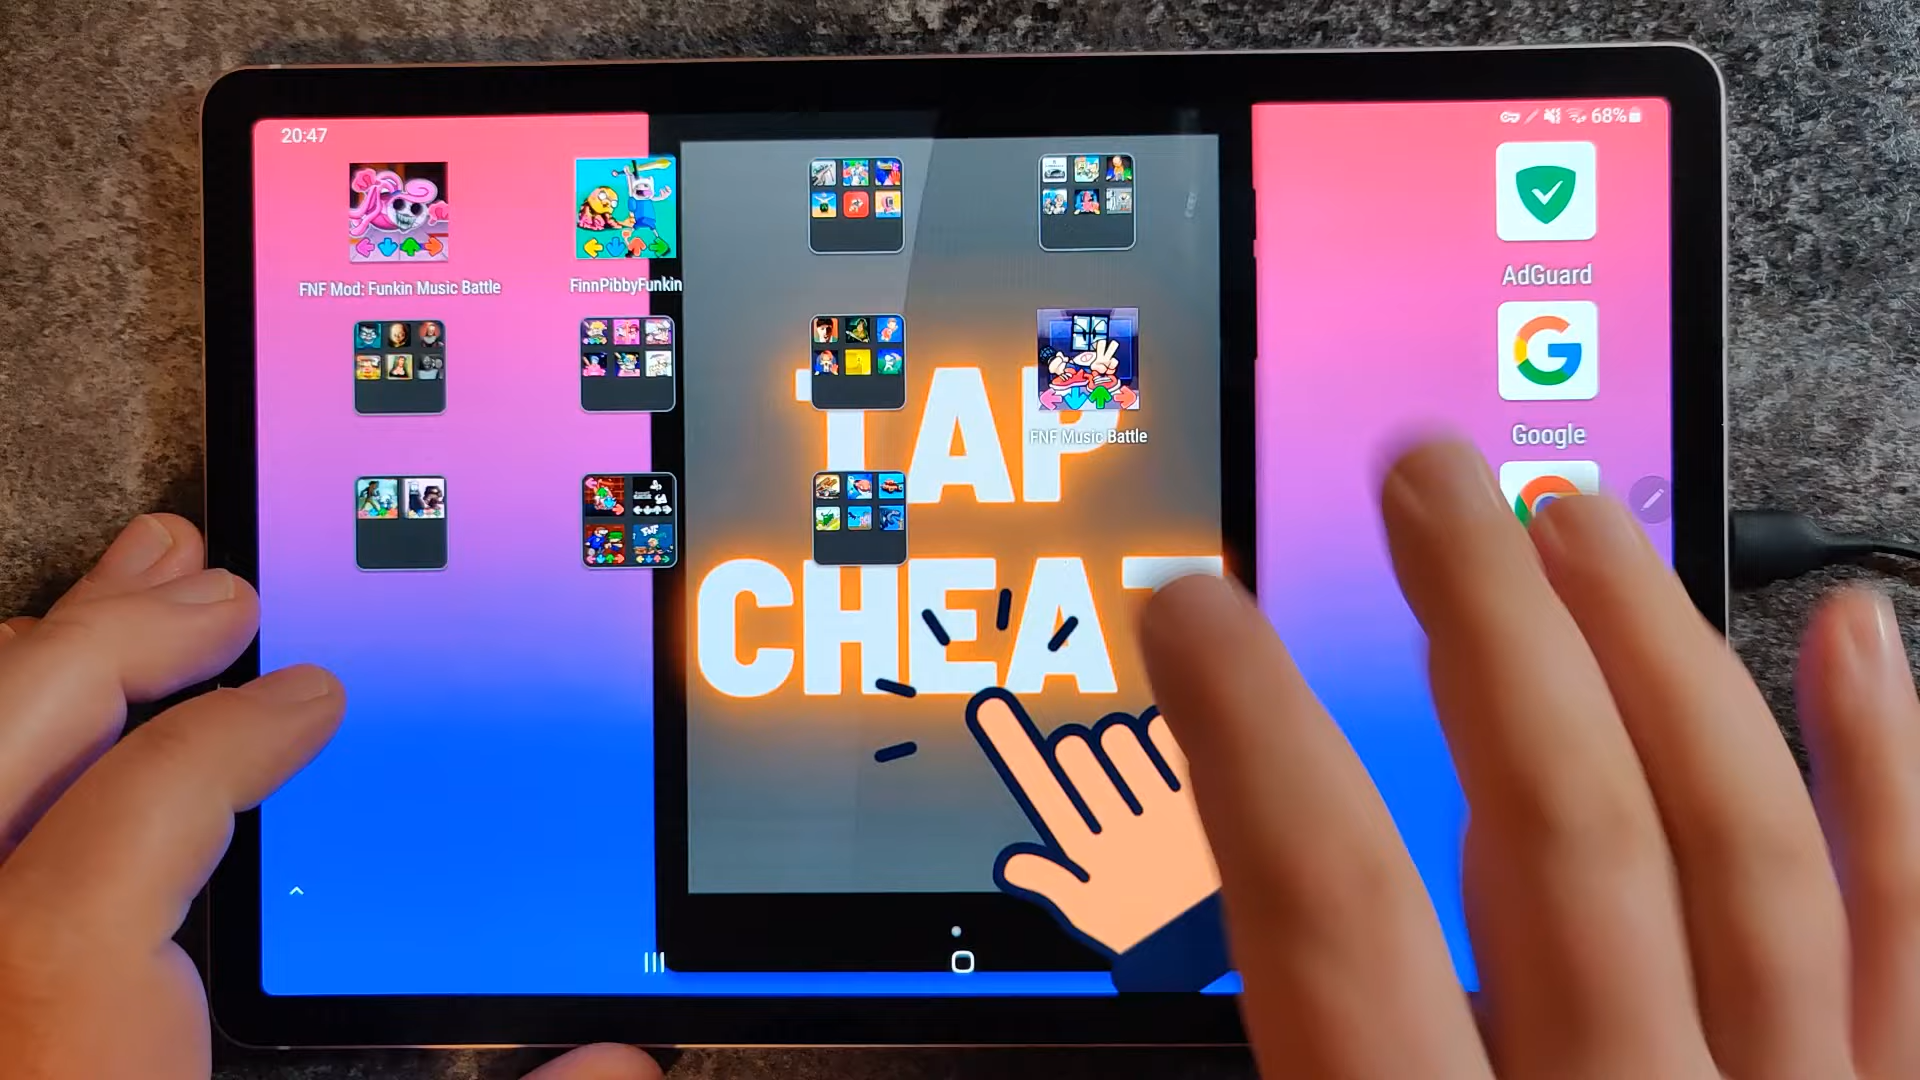 20:47
68%
FNF Mod: Funkin Music Battle
FinnPibbyFunkin
AdGuard
TAP
FNF Music Battle
Google
CHEAT